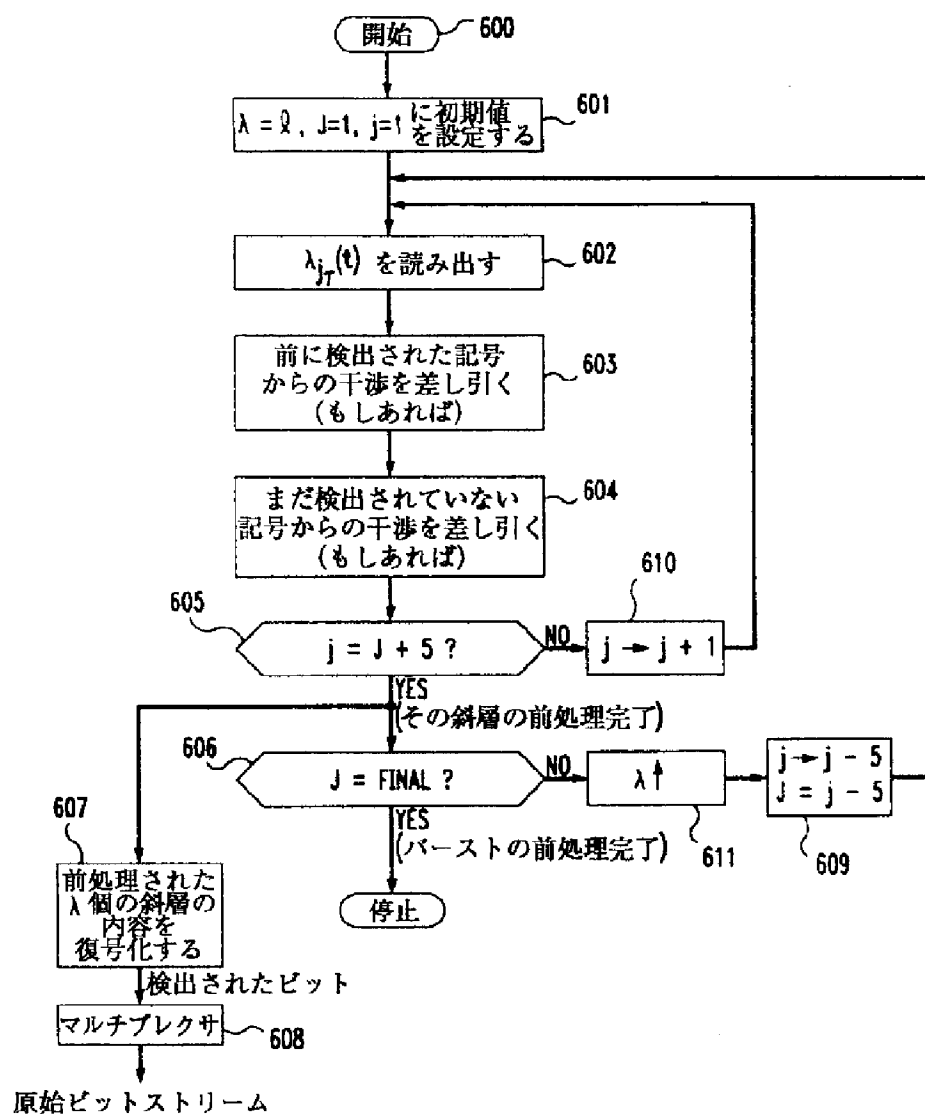 開始
600
λ = ℓ, J=1, j=1 に初期値
を設定する
601
λjT(t) を読み出す
602
前に検出された記号
からの干渉を差し引く
(もしあれば)
603
まだ検出されていない
記号からの干渉を差し引く
(もしあれば)
604
605
j = J + 5 ?
NO
610
j → j + 1
YES
(その斜層の前処理完了)
606
J = FINAL ?
NO
λ↑
611
j → j - 5
J = j - 5
609
YES
(バーストの前処理完了)
停止
607
前処理された
λ個の斜層の
内容を
復号化する
検出されたビット
マルチプレクサ
608
原始ビットストリーム